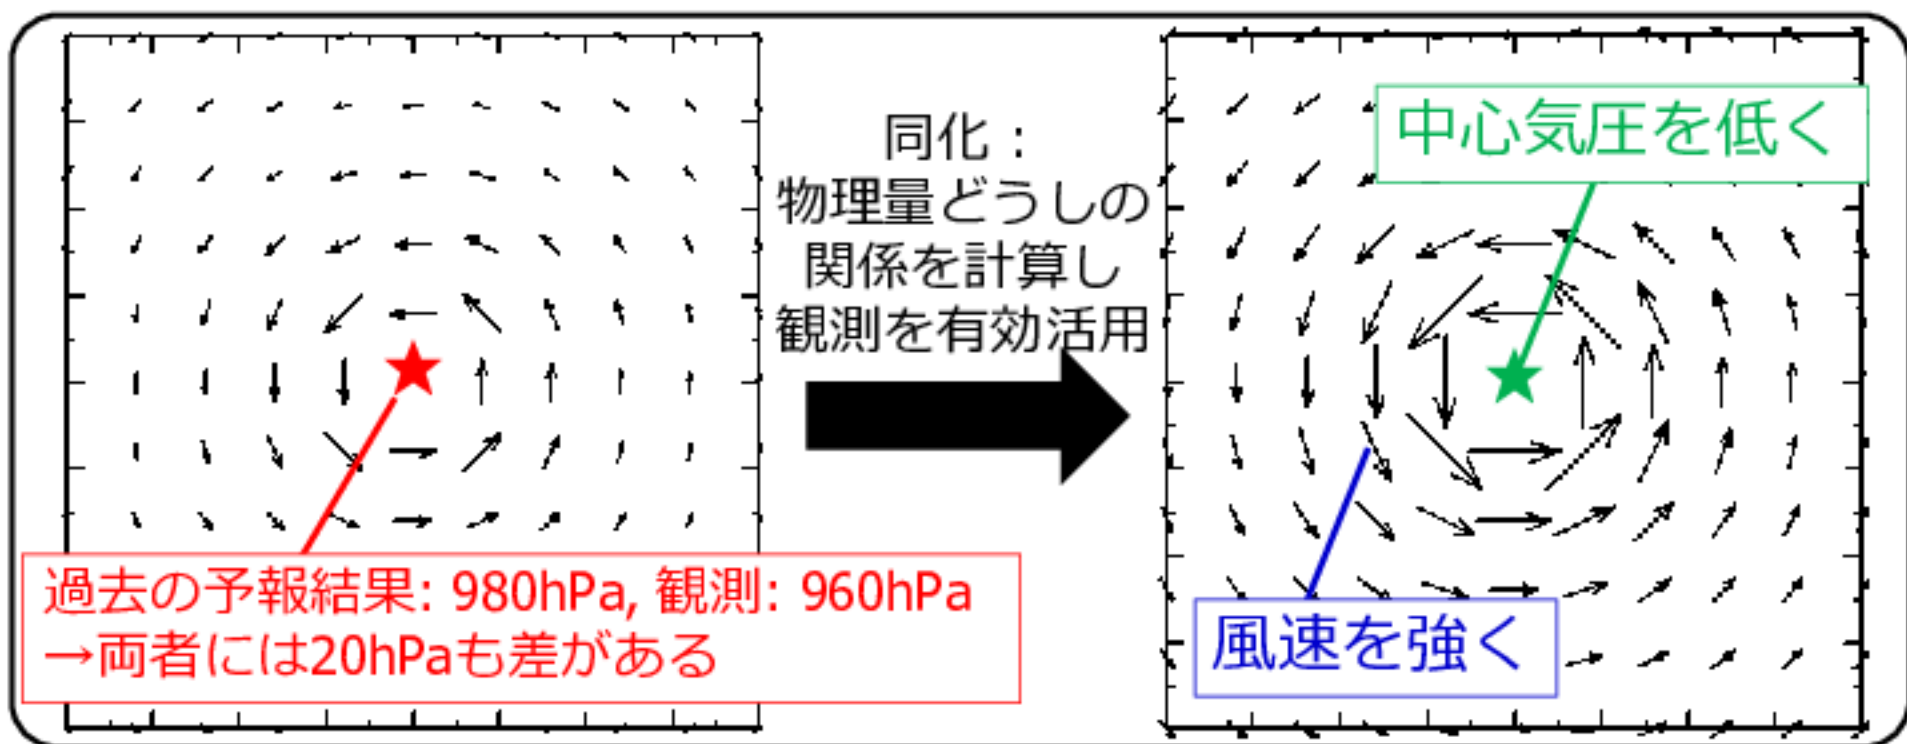 同化：
物理量どうしの
関係を計算し
観測を有効活用
中心気圧を低く
過去の予報結果: 980hPa, 観測: 960hPa
→両者には20hPaも差がある
風速を強く